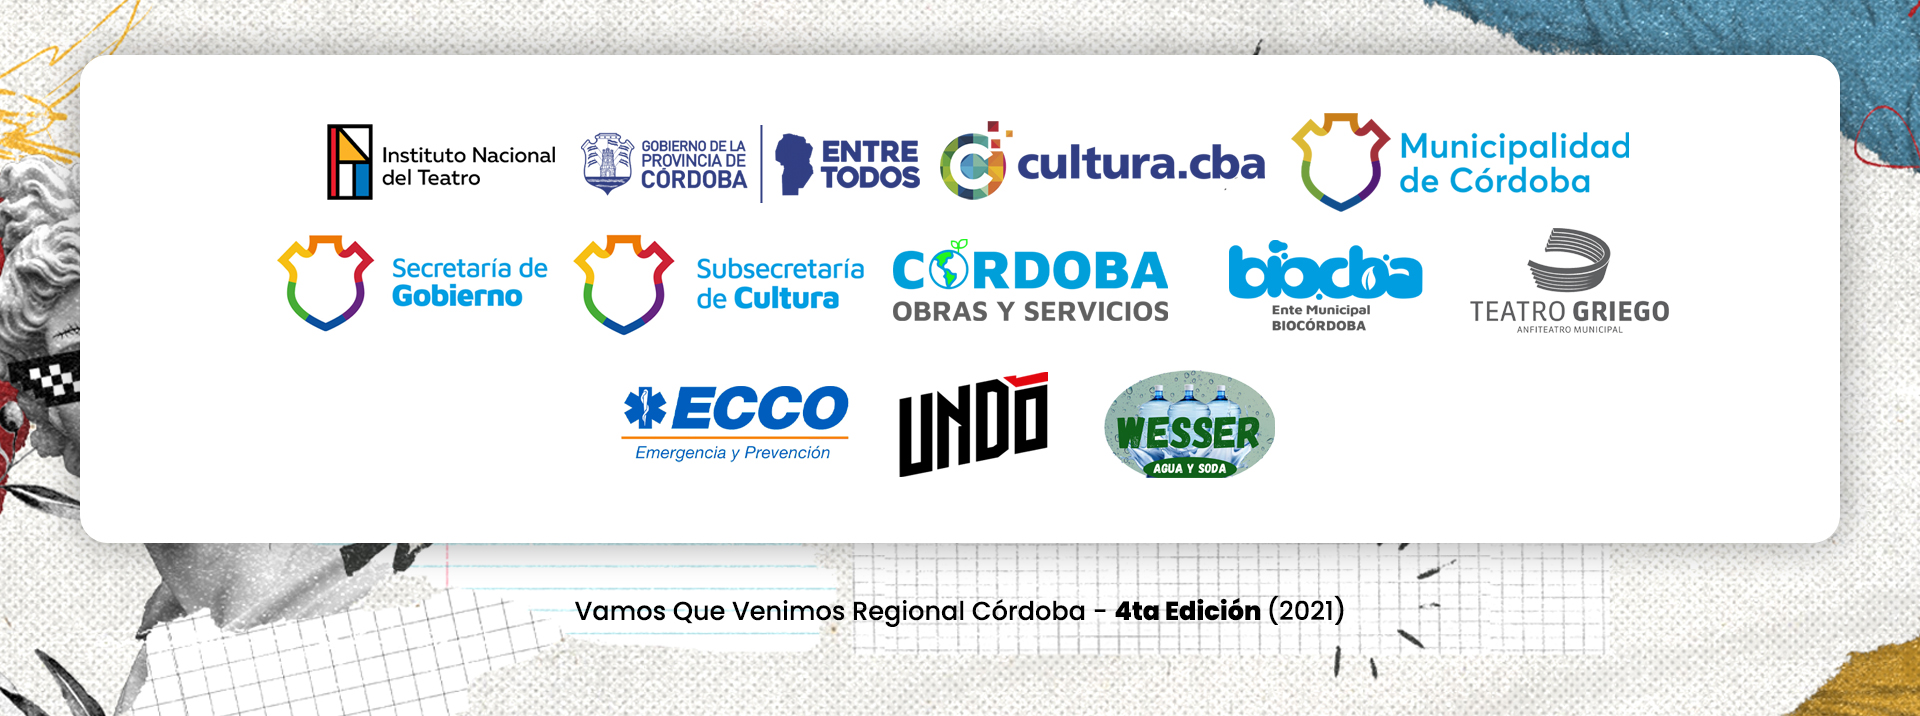 Instituto Nacional
del Teatro
GOBIERNO DE LA
PROVINCIA DE
CÓRDOBA
ENTRE
TODOS
cultura.cba
Municipalidad
de Córdoba
Secretaría de
Gobierno
Subsecretaría
de Cultura
CÓRDOBA
OBRAS Y SERVICIOS
biocba
Ente Municipal
BIOCÓRDOBA
TEATRO GRIEGO
ANFITEATRO MUNICIPAL
ECCO
Emergencia y Prevención
UNDÓ
WESSER
AGUA Y SODA
Vamos Que Venimos Regional Córdoba - 4ta Edición (2021)